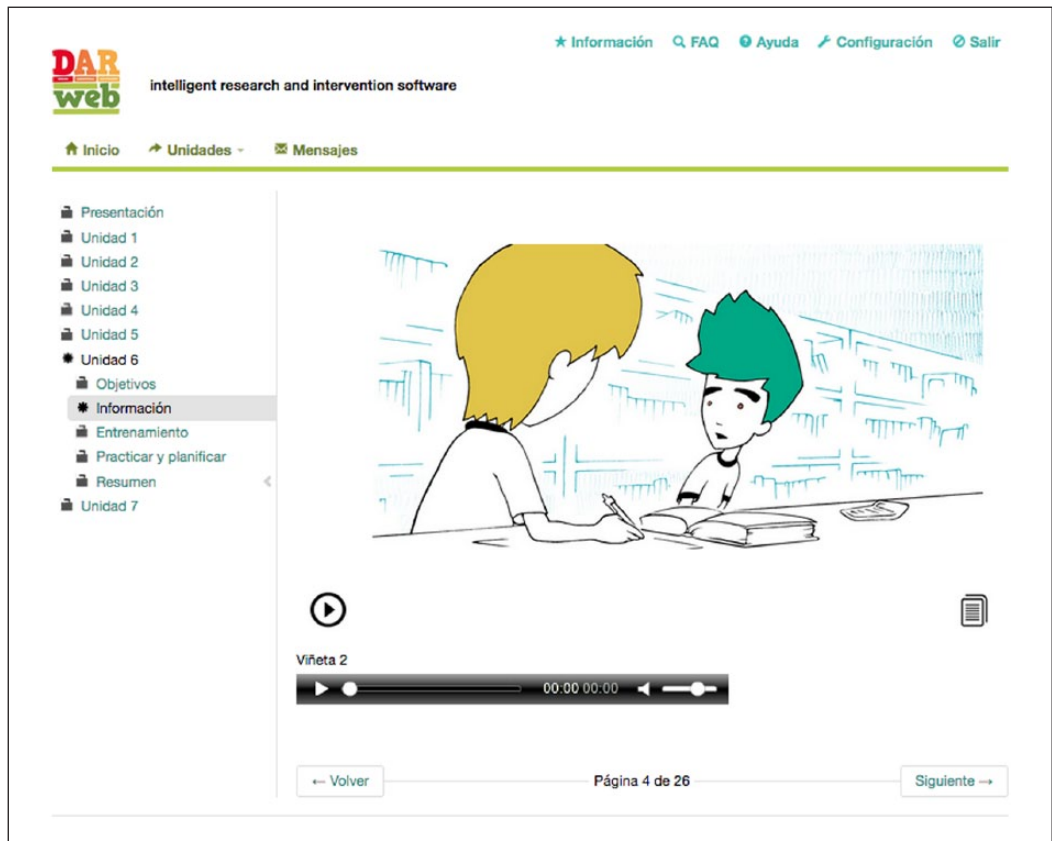 Información FAQ Ayuda Configuración Salir
DAR
web
intelligent research and intervention software
Inicio Unidades Mensajes
Presentación
Unidad 1
Unidad 2
Unidad 3
Unidad 4
Unidad 5
Unidad 6
Objetivos
Información
Entrenamiento
Practicar y planificar
Resumen
Unidad 7
Viñeta 2
00:00 00:00
← Volver Página 4 de 26 Siguiente →